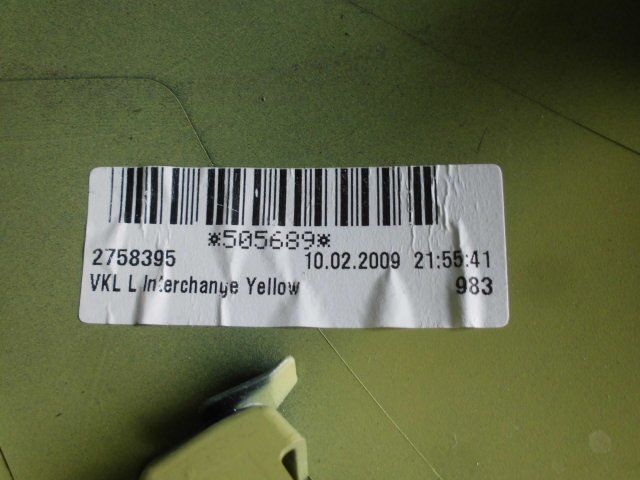 *505689*
2758395 10.02.2009 21:55:41
VKL L Interchange Yellow 983